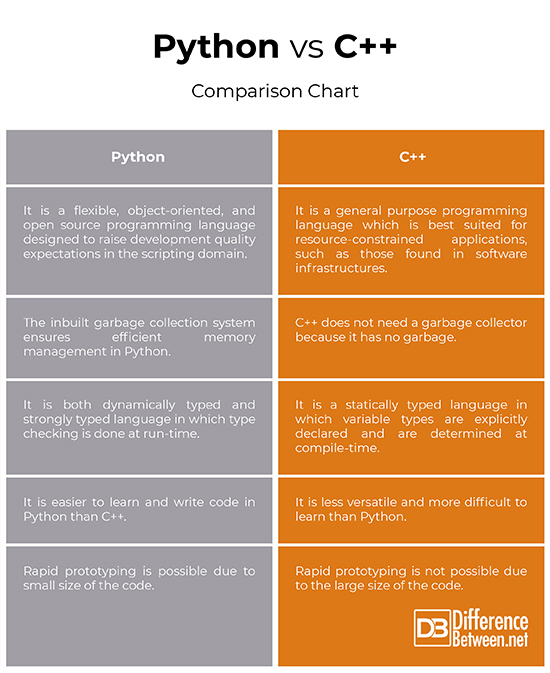 Python vs C++
Comparison Chart
Python
C++
It is a flexible, object-oriented, and
open source programming language
designed to raise development quality
expectations in the scripting domain.
It is a general purpose programming
language which is best suited for
resource-constrained applications,
such as those found in software
infrastructures.
The inbuilt garbage collection system
ensures efficient memory
management in Python.
C++ does not need a garbage collector
because it has no garbage.
It is both dynamically typed and
strongly typed language in which type
checking is done at run-time.
It is a statically typed language in
which variable types are explicitly
declared and are determined at
compile-time.
It is easier to learn and write code in
Python than C++.
It is less versatile and more difficult to
learn than Python.
Rapid prototyping is possible due to
small size of the code.
Rapid prototyping is not possible due
to the large size of the code.
DB Difference
Between.net